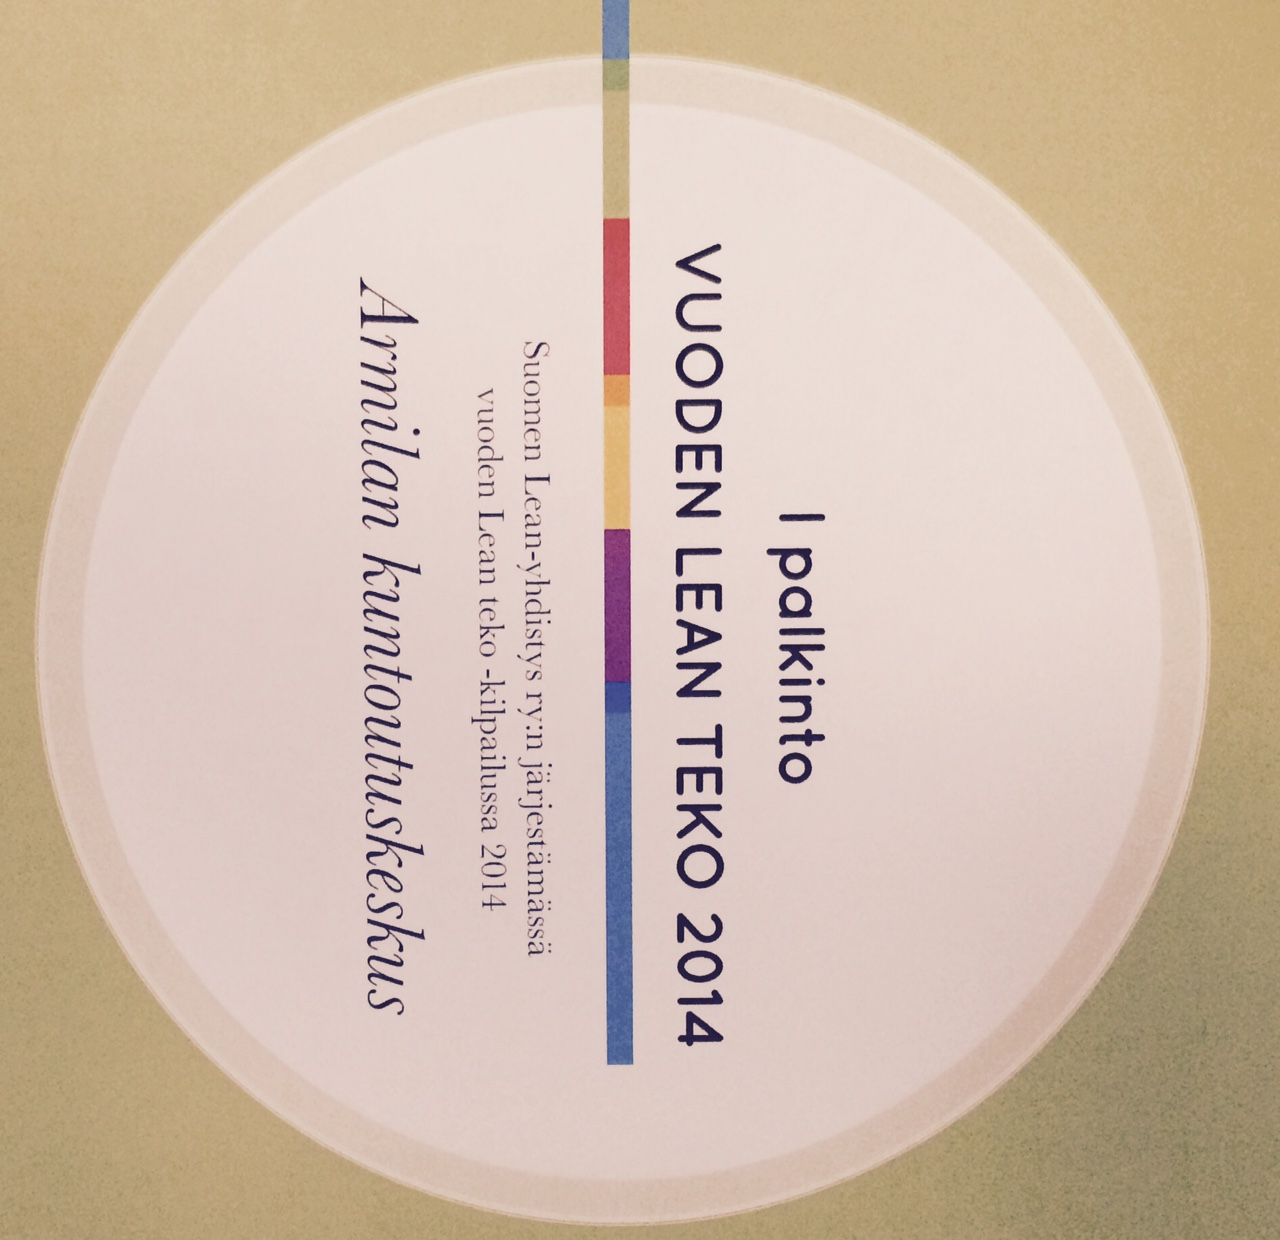 I palkinto
VUODEN LEAN TEKO 2014
Suomen Lean-yhdistys ry:n järjestämässä
vuoden Lean teko -kilpailussa 2014
Armilan kuntoutuskeskus